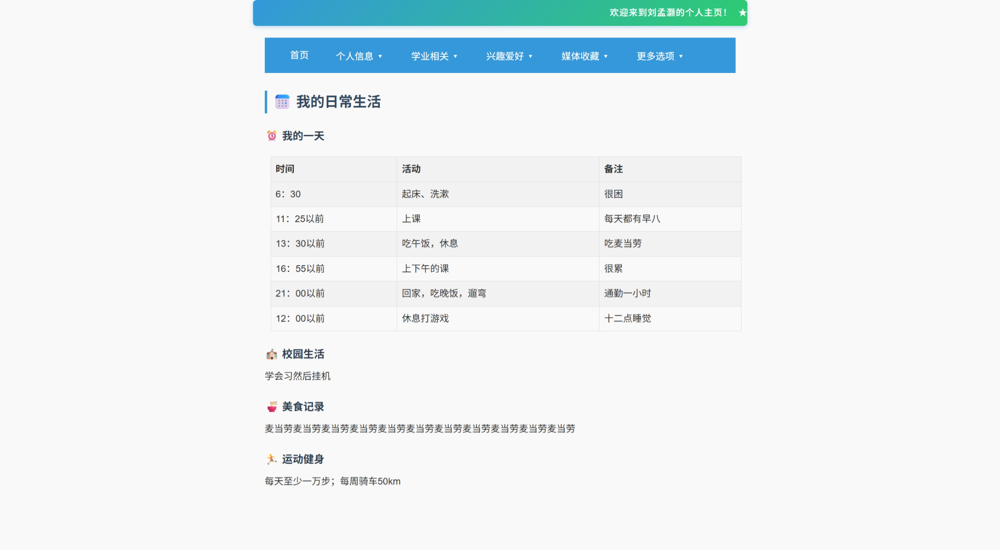 欢迎来到刘孟灏的个人主页！ ★
首页 个人信息 ▼ 学业相关 ▼ 兴趣爱好 ▼ 媒体收藏 ▼ 更多选项 ▼
我的日常生活
我的一天
时间 活动 备注
6：30 起床、洗漱 很困
11：25以前 上课 每天都有早八
13：30以前 吃午饭，休息 吃麦当劳
16：55以前 上下午的课 很累
21：00以前 回家，吃晚饭，遛弯 通勤一小时
12：00以前 休息打游戏 十二点睡觉
校园生活
学会习然后挂机
美食记录
麦当劳麦当劳麦当劳麦当劳麦当劳麦当劳麦当劳麦当劳麦当劳麦当劳麦当劳
运动健身
每天至少一万步；每周骑车50km